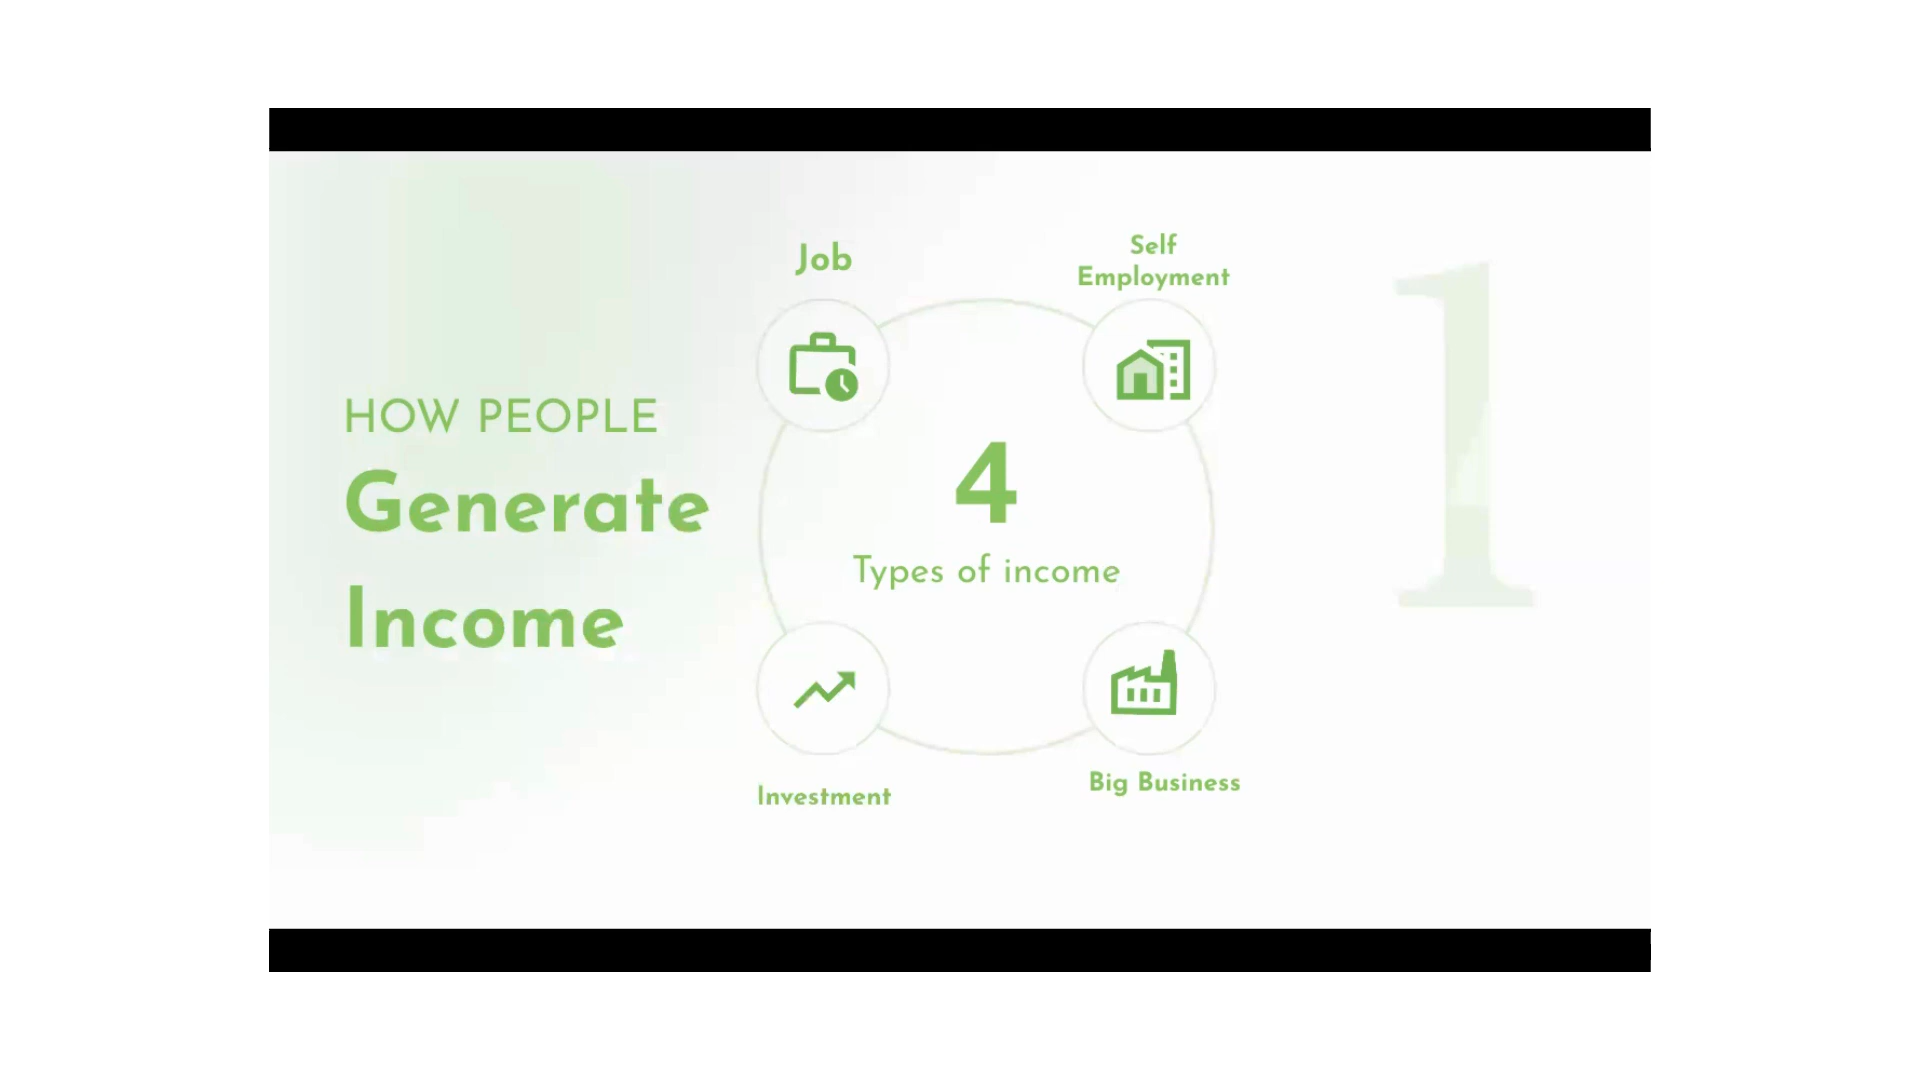 HOW PEOPLE
Generate
Income
Job
Self
Employment
4
Types of income
Investment
Big Business
1